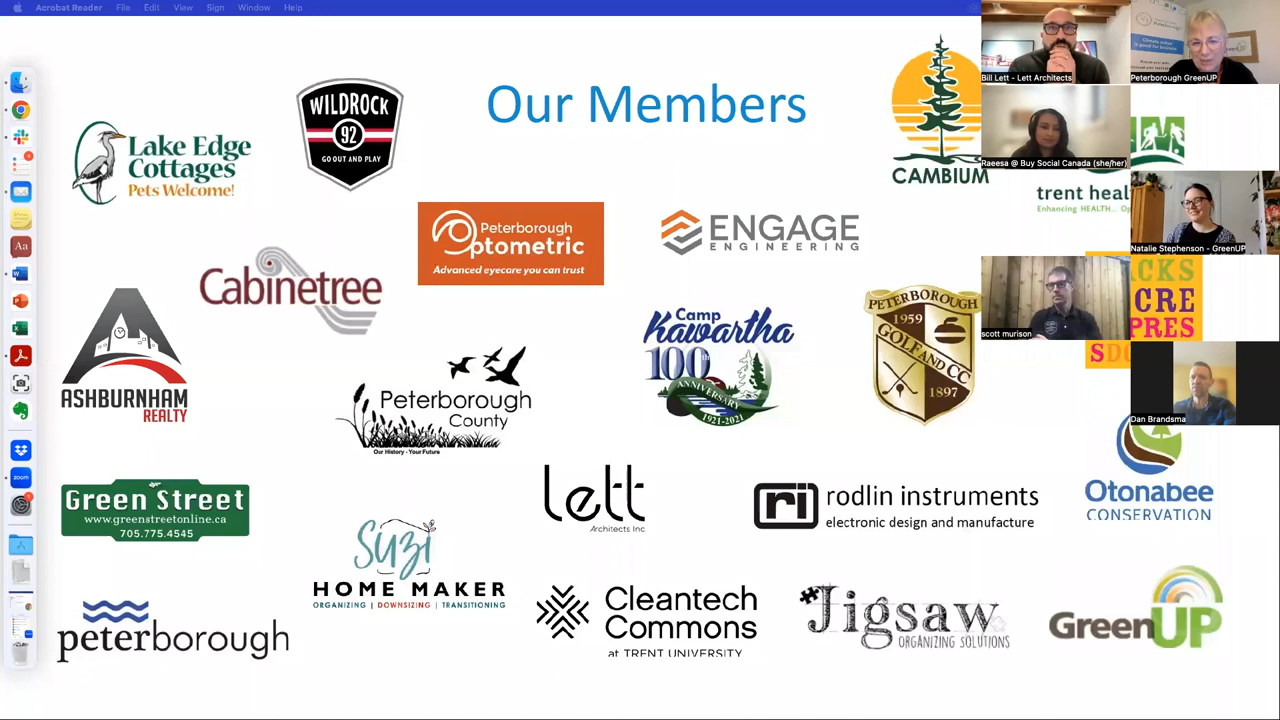 Acrobat Reader File Edit View Sign Window Help
Our Members
WILDROCK
92
GO OUT AND PLAY
Lake Edge
Cottages
Pets Welcome!
CAMBIUM
Bill Lett - Lett Architects
Peterborough GreenUP
Raeesa @ Buy Social Canada (she/her)
trent heal
Enhancing HEALTH...
Natalie Stephenson - GreenUP
Peterborough
Optometric
Advanced eyecare you can trust
ENGAGE
ENGINEERING
Cabinetree
ASHBURNHAM
REALTY
Camp
Kawartha
100th
ANNIVERSARY
1921-2021
PETERBOROUGH
1959
GOLF AND CC
1897
scott murison
CKS
CRE
PRES
SD
Dan Brandsma
Peterborough
County
Our History - Your Future
Green Street
www.greenstreetonline.ca
705.775.4545
lett
Architects Inc.
ri rodlin instruments
electronic design and manufacture
Otonabee
CONSERVATION
Suzi
HOME MAKER
ORGANIZING | DOWNSIZING | TRANSITIONING
peterborough
Cleantech
Commons
at TRENT UNIVERSITY
Jigsaw
ORGANIZING SOLUTIONS
GreenUP